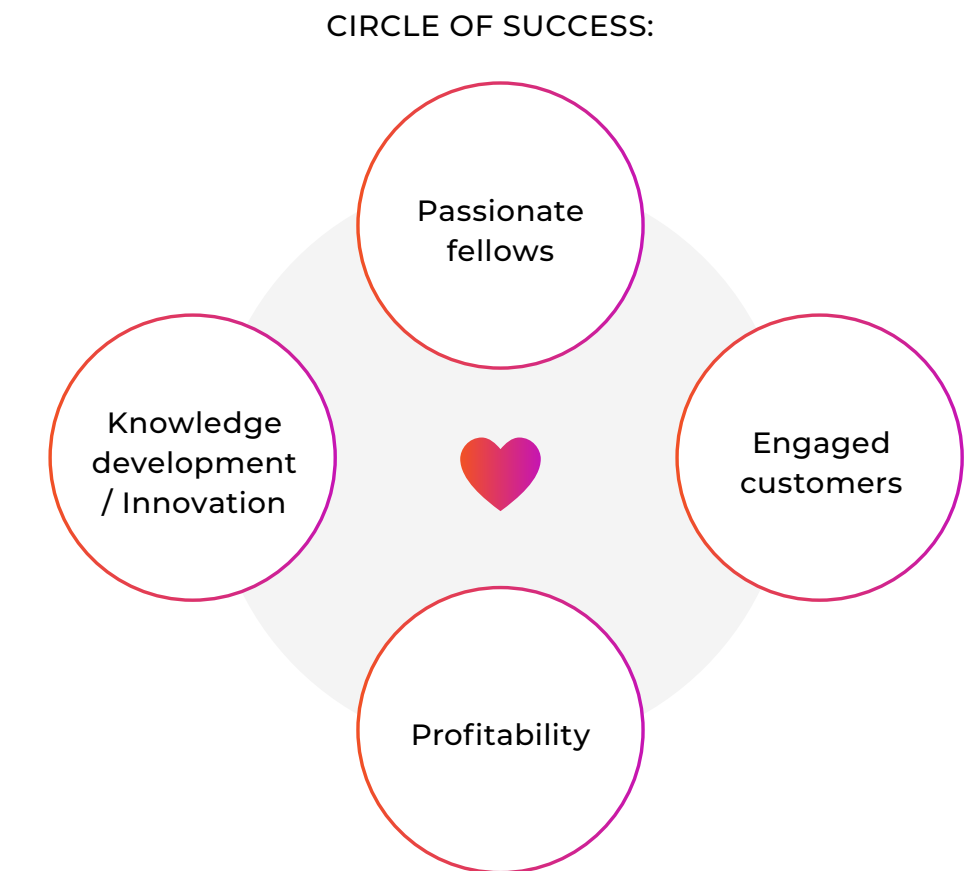 CIRCLE OF SUCCESS:
Passionate
fellows
Knowledge
development
/ Innovation
Engaged
customers
Profitability